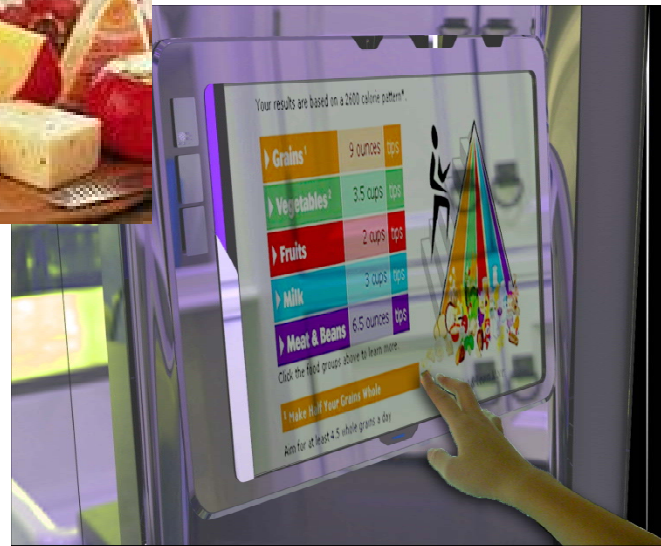 Your results are based on a 2600 calorie pattern*.
Grains¹ 9 ounces tips
Vegetables² 3.5 cups tips
Fruits 2 cups tips
Milk 3 cups tips
Meat & Beans 6.5 ounces tips
Click the food groups above to learn more.
¹ Make Half Your Grains Whole
Aim for at least 4.5 whole grains a day